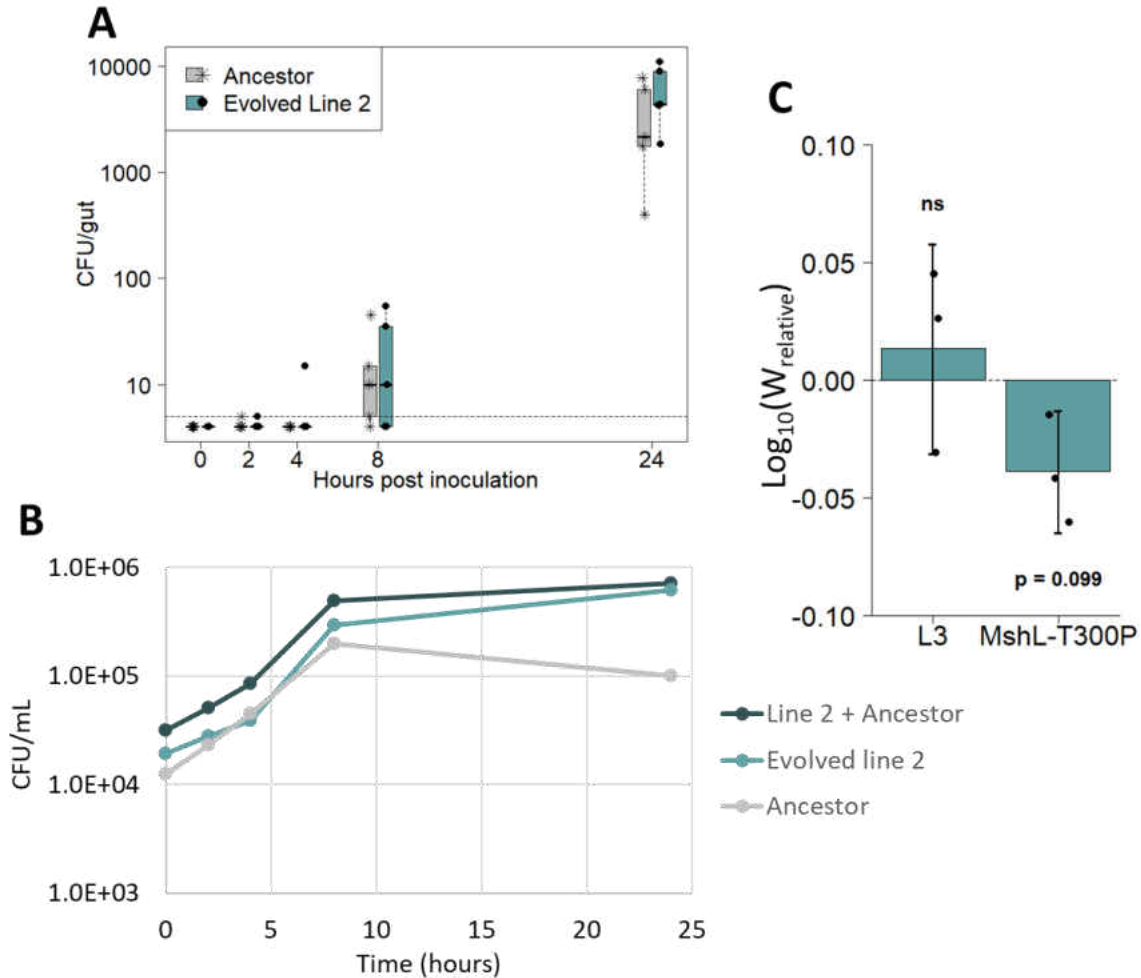 A
Ancestor
Evolved Line 2
10000
1000
100
10
CFU/gut
0 2 4 8 24
Hours post inoculation
B
1.0E+06
1.0E+05
1.0E+04
1.0E+03
CFU/mL
0 5 10 15 20 25
Time (hours)
Line 2 + Ancestor
Evolved line 2
Ancestor
C
0.10
0.05
0.00
-0.05
-0.10
Log10(Wrelative)
ns
p = 0.099
L3 MshL-T300P